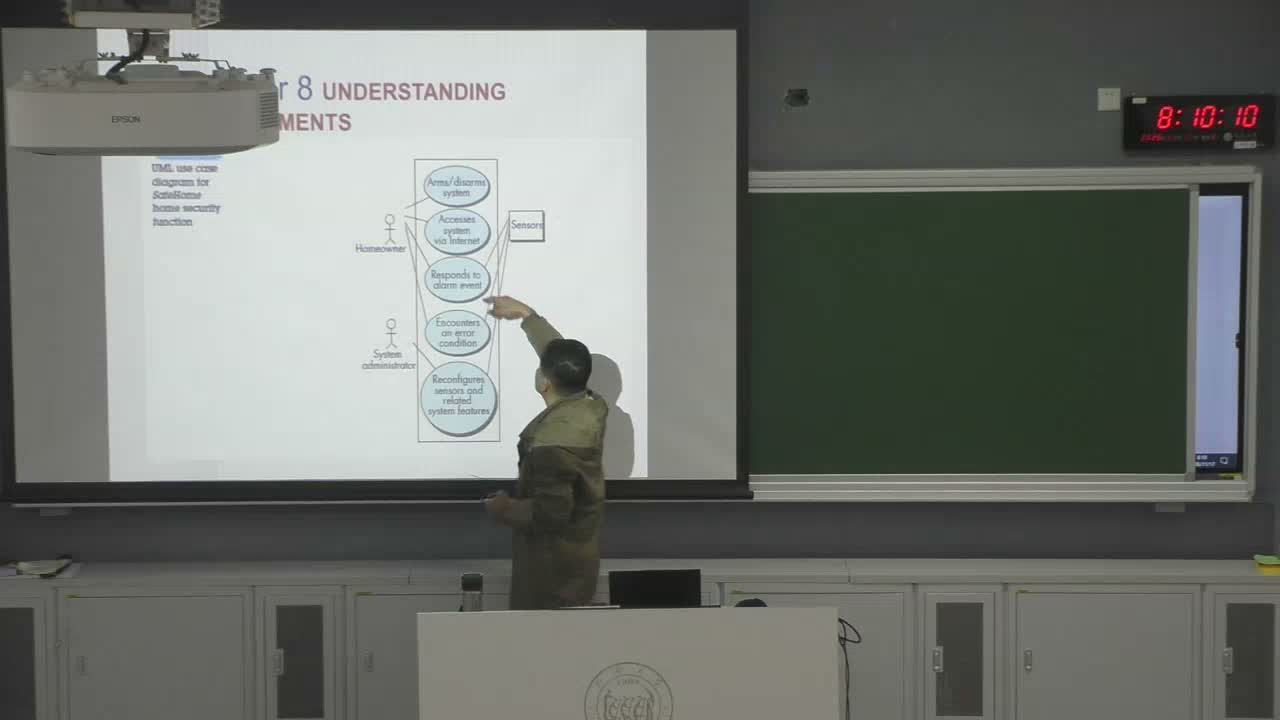 r 8 UNDERSTANDING
MENTS
EPSON
UML use case
diagram for
SafeHome
home security
function
Arms/disarms
system
Accesses
system
via Internet
Sensors
Homeowner
Responds to
alarm event
Encounters
an error
condition
System
administrator
Reconfigures
sensors and
related
system features
8:10:10